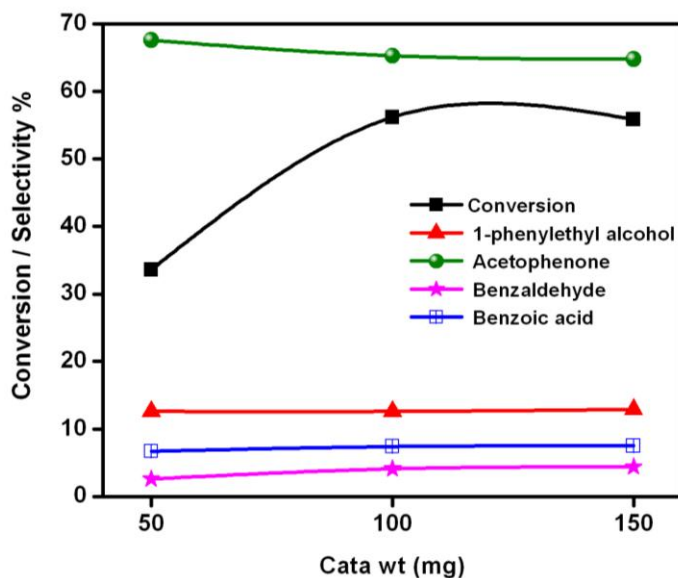 70
60
50
40
30
20
10
0
Conversion / Selectivity %
Conversion
1-phenylethyl alcohol
Acetophenone
Benzaldehyde
Benzoic acid
50 100 150
Cata wt (mg)